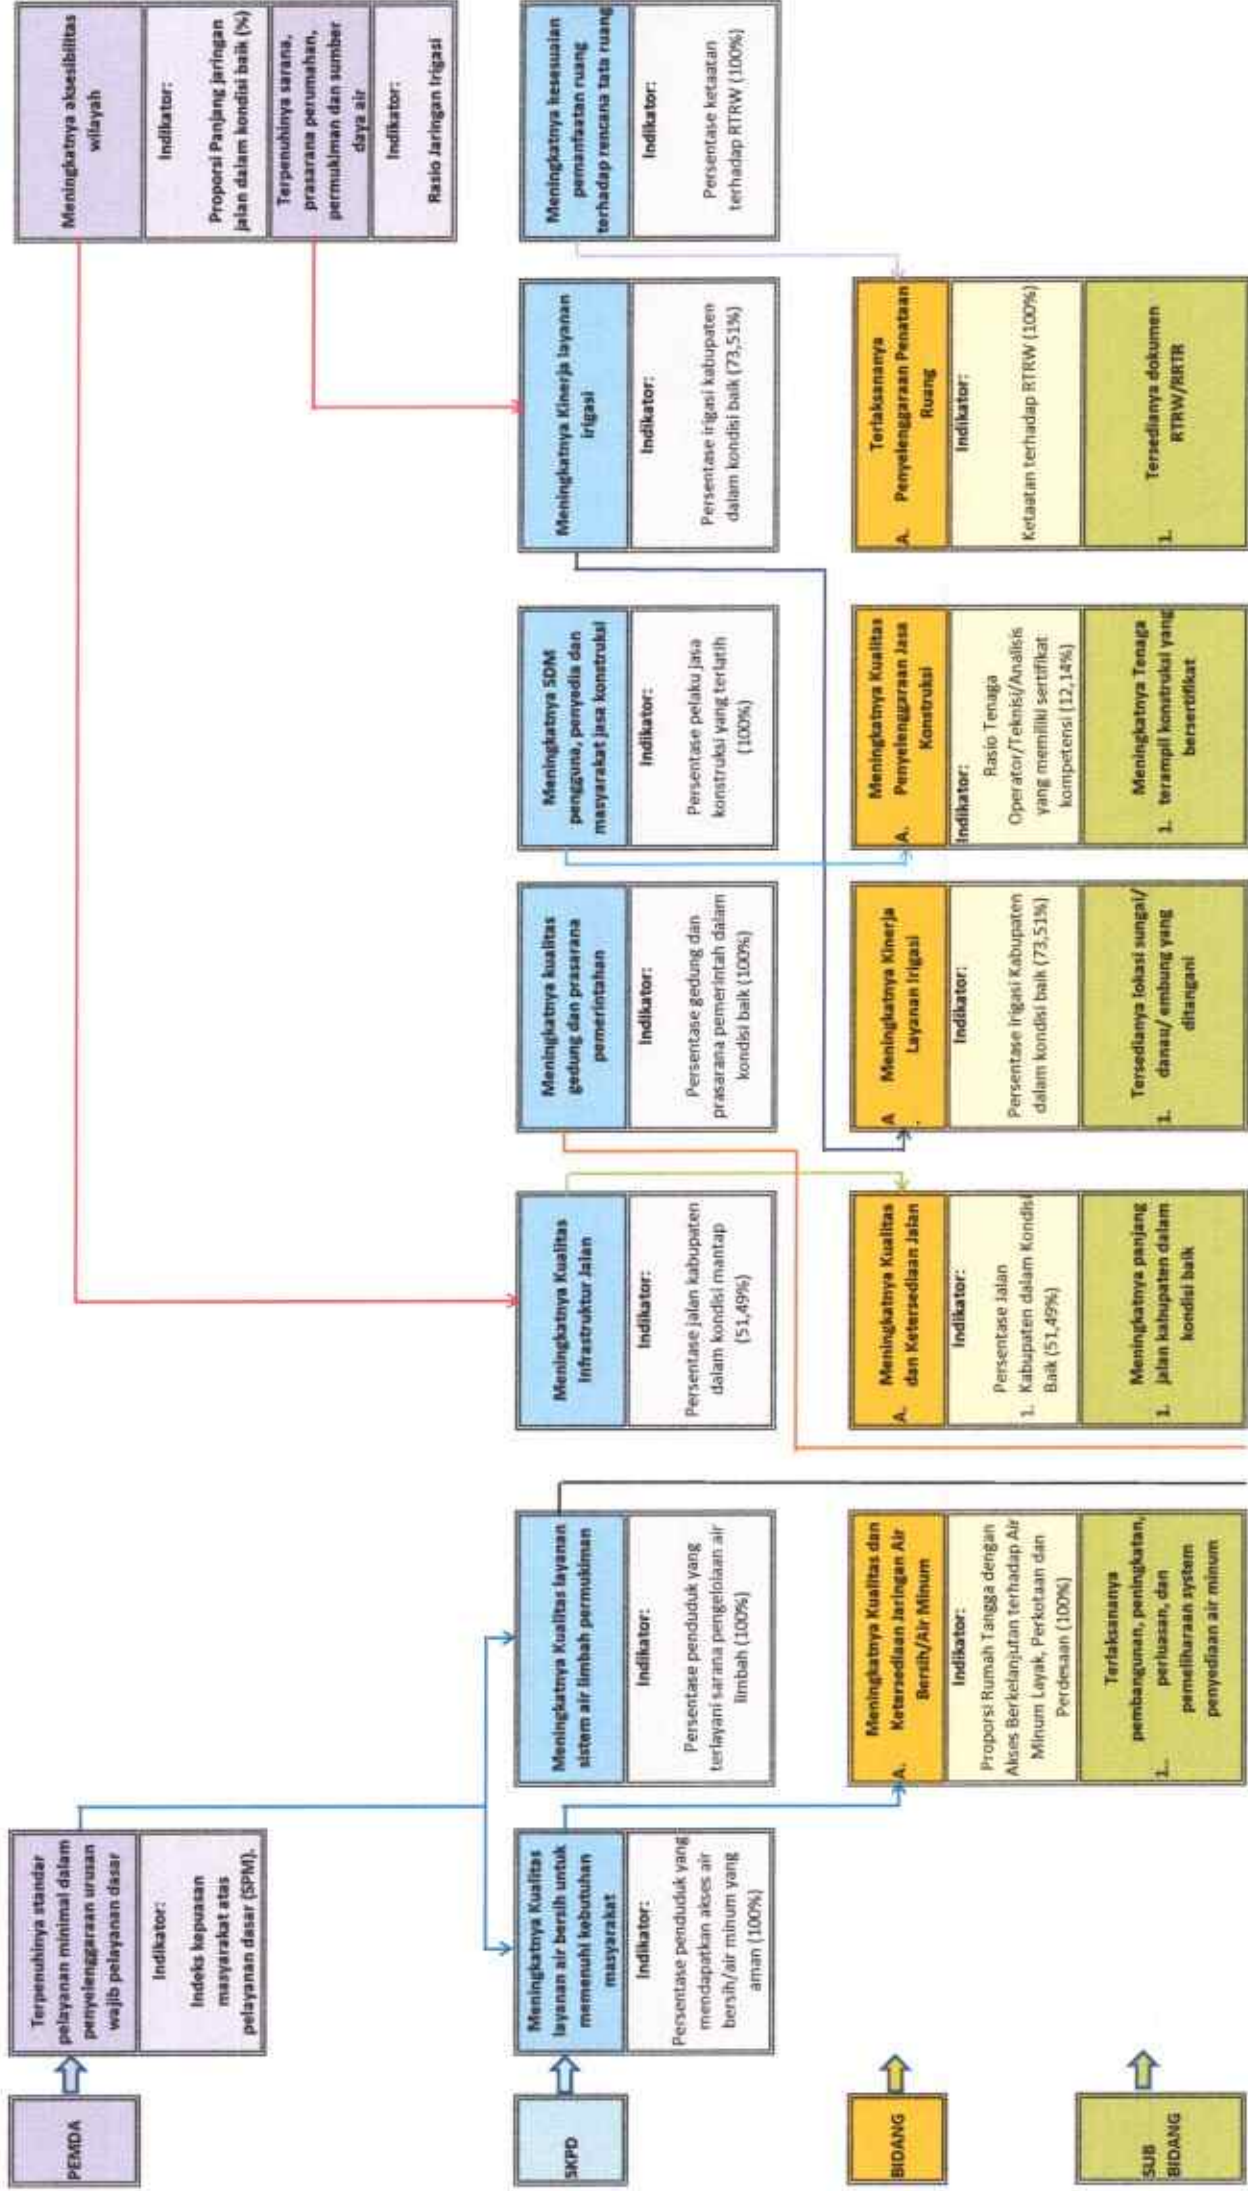 PEMDA
Terpenuhinya standar
pelayanan minimal dalam
penyelenggaraan urusan
wajib pelayanan dasar
Indikator:
Indeks kepuasan
masyarakat atas
pelayanan dasar (SPM).
Meningkatnya aksesibilitas
wilayah
Indikator:
Proporsi Panjang jaringan
jalan dalam kondisi baik (%)
Terpenuhinya sarana,
prasarana perumahan,
permukiman dan sumber
daya air
Indikator:
Rasio Jaringan Irigasi
SKPD
Meningkatnya Kualitas
layanan air bersih untuk
memenuhi kebutuhan
masyarakat
Indikator:
Persentase penduduk yang
mendapatkan akses air
bersih/air minum yang
aman (100%)
Meningkatnya Kualitas layanan
sistem air limbah permukiman
Indikator:
Persentase penduduk yang
terlayani sarana pengelolaan air
limbah (100%)
Meningkatnya Kualitas
Infrastruktur Jalan
Indikator:
Persentase jalan kabupaten
dalam kondisi mantap
(51,49%)
Meningkatnya kualitas
gedung dan prasarana
pemerintahan
Indikator:
Persentase gedung dan
prasarana pemerintah dalam
kondisi baik (100%)
Meningkatnya SDM
pengguna, penyedia dan
masyarakat jasa konstruksi
Indikator:
Persentase pelaku jasa
konstruksi yang terlatih
(100%)
Meningkatnya Kinerja layanan
irigasi
Indikator:
Persentase irigasi kabupaten
dalam kondisi baik (73,51%)
Meningkatnya kesesuaian
pemanfaatan ruang
terhadap rencana tata ruang
Indikator:
Persentase ketaatan
terhadap RTRW (100%)
BIDANG
Meningkatnya Kualitas dan
A. Ketersediaan Jaringan Air
Bersih/Air Minum
Indikator:
Proporsi Rumah Tangga dengan
Akses Berkelanjutan terhadap Air
Minum Layak, Perkotaan dan
Perdesaan (100%)
Meningkatnya Kualitas
A. dan Ketersediaan Jalan
Indikator:
Persentase Jalan
1. Kabupaten dalam Kondisi
Baik (51,49%)
A Meningkatnya Kinerja
. Layanan Irigasi
Indikator:
Persentase Irigasi Kabupaten
dalam kondisi baik (73,51%)
Meningkatnya Kualitas
A. Penyelenggaraan Jasa
Konstruksi
Indikator:
Rasio Tenaga
Operator/Teknisi/Analisis
yang memiliki sertifikat
kompetensi (12,14%)
Terlaksananya
A. Penyelenggaraan Penataan
Ruang
Indikator:
Ketaatan terhadap RTRW (100%)
SUB
BIDANG
Terlaksananya
pembangunan, peningkatan,
perluasan, dan
1.. pemeliharaan system
penyediaan air minum
Meningkatnya panjang
1. jalan kabupaten dalam
kondisi baik
Tersedianya lokasi sungai/
1. danau/ embung yang
ditangani
Meningkatnya Tenaga
1. terampil konstruksi yang
bersertifikat
Tersedianya dokumen
1. RTRW/RRTR